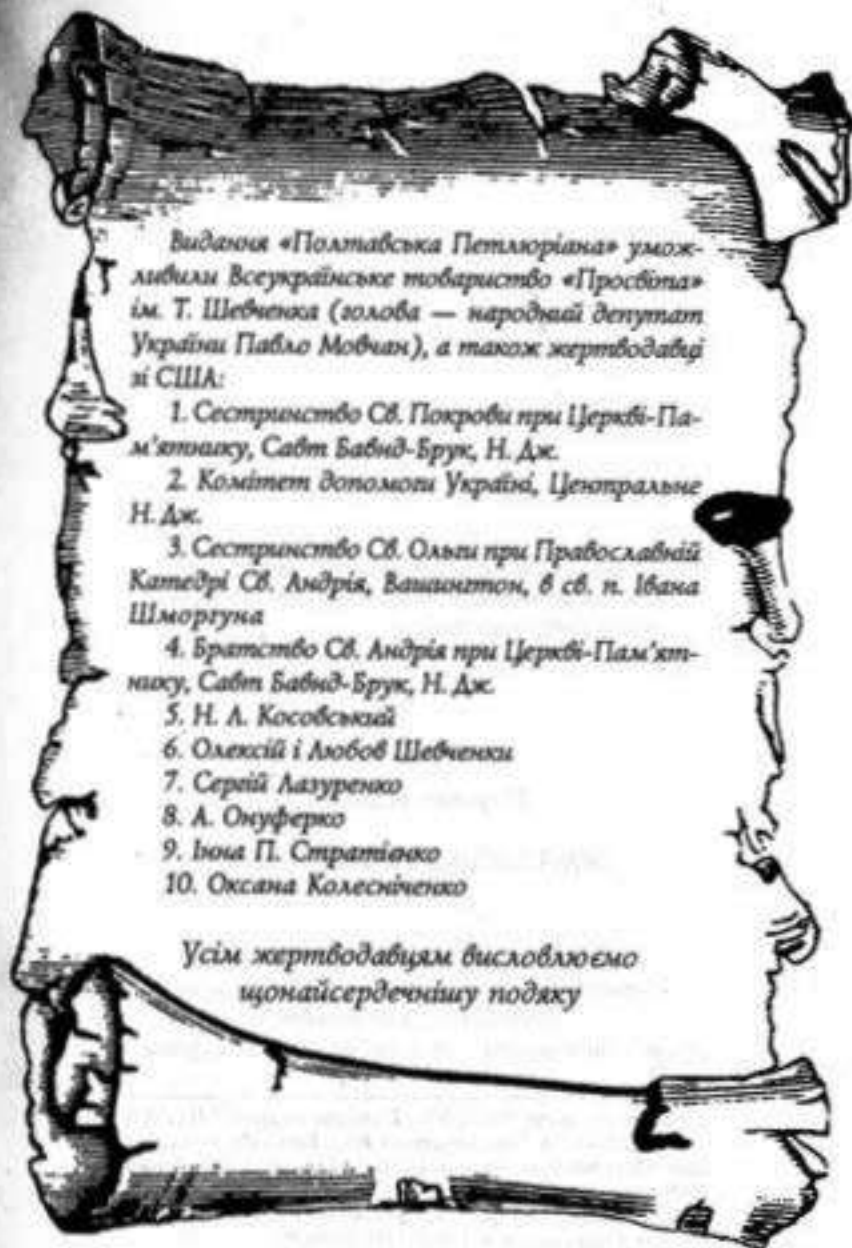 Видання «Полтавська Петлюріана» умож-
ливили Всеукраїнське товариство «Просвіта»
ім. Т. Шевченка (голова — народний депутат
України Павло Мовчан), а також жертводавці
зі США:
1. Сестринство Св. Покрови при Церкві-Па-
м'ятнику, Савт Бавнд-Брук, Н. Дж.
2. Комітет допомоги Україні, Центральне
Н. Дж.
3. Сестринство Св. Ольги при Православній
Катедрі Св. Андрія, Вашингтон, в св. п. Івана
Шморгуна
4. Братство Св. Андрія при Церкві-Пам'ят-
нику, Савт Бавнд-Брук, Н. Дж.
5. Н. Л. Косовський
6. Олексій і Любов Шевченки
7. Сергій Лазуренко
8. А. Онуферко
9. Інна П. Стратієнко
10. Оксана Колесніченко
Усім жертводавцям висловлюємо
щонайсердечнішу подяку